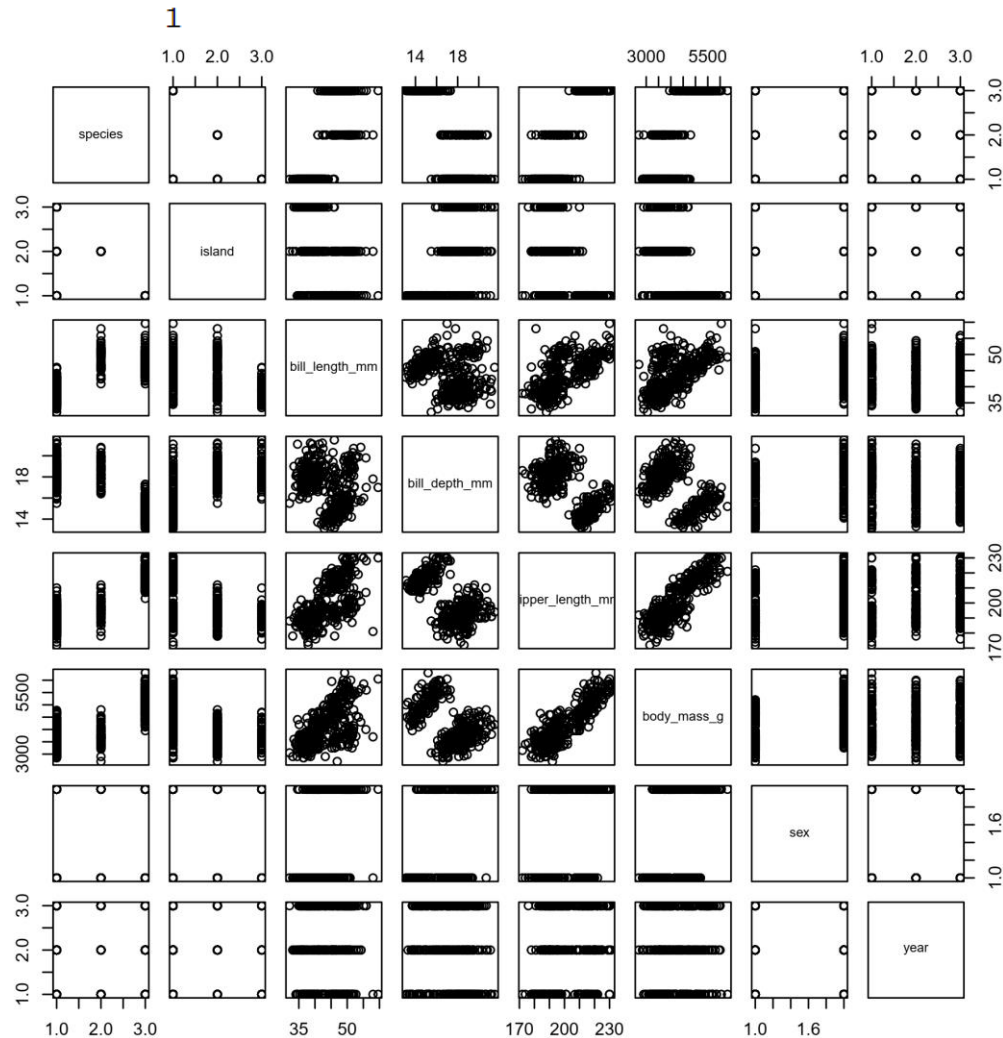 1
1.0 2.0 3.0 14 18 3000 5500 1.0 2.0 3.0
species 1.0 2.0 3.0
1.0 2.0 3.0 island
bill_length_mm 35 50
14 18 bill_depth_mm
ipper_length_mr 170 200 230
3000 5500 body_mass_g
sex 1.0 1.6
1.0 2.0 3.0 year
1.0 2.0 3.0 35 50 170 200 230 1.0 1.6